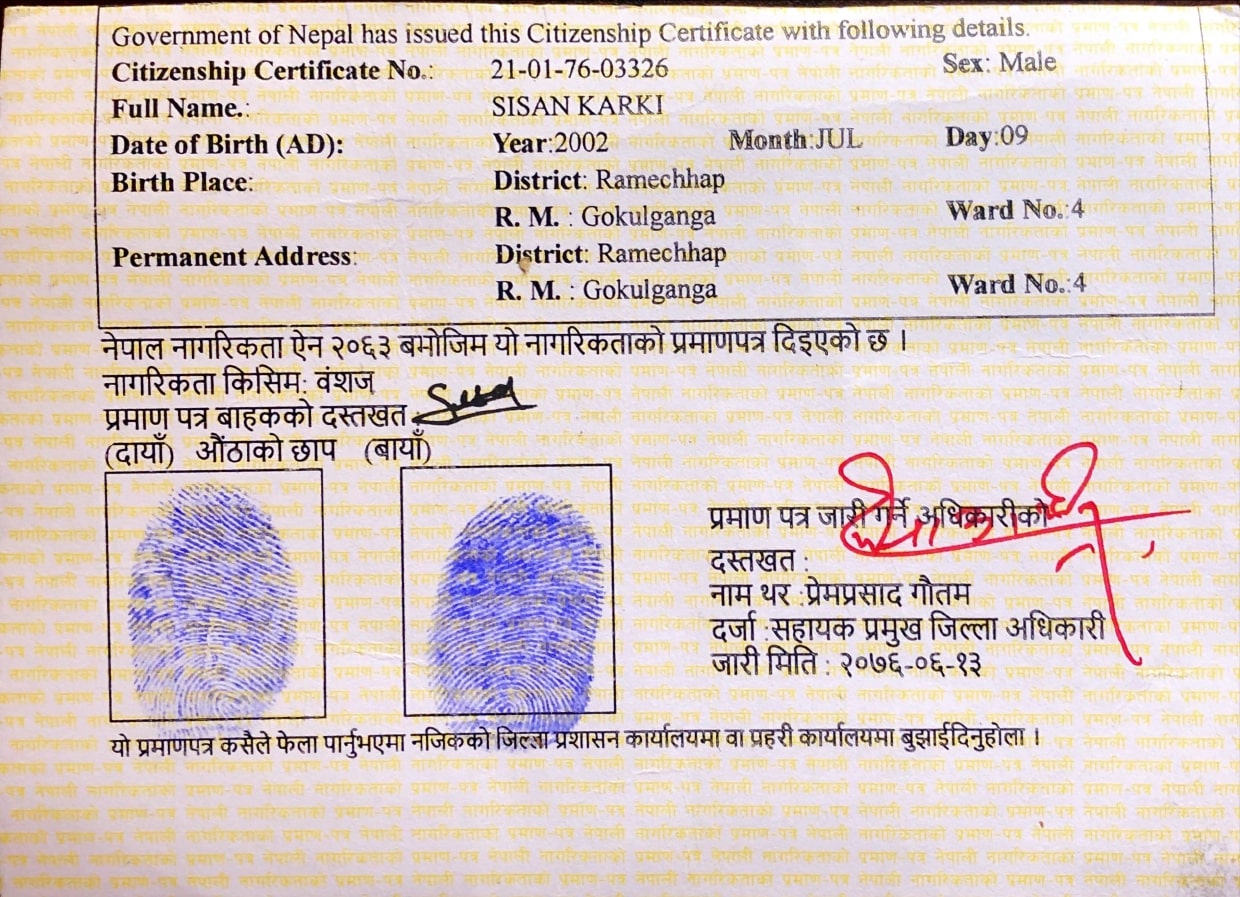 Government of Nepal has issued this Citizenship Certificate with following details.
Citizenship Certificate No.: 21-01-76-03326 Sex: Male
Full Name.: SISAN KARKI
Date of Birth (AD): Year:2002 Month:JUL Day:09
Birth Place: District: Ramechhap
R. M. : Gokulganga Ward No.:4
Permanent Address: District: Ramechhap
R. M. : Gokulganga Ward No.:4
नेपाल नागरिकता ऐन २०६३ बमोजिम यो नागरिकताको प्रमाणपत्र दिइएको छ ।
नागरिकता किसिम: वंशज
प्रमाण पत्र बाहकको दस्तखत :
(दायाँ) औंठाको छाप (बायाँ)
प्रमाण पत्र जारी गर्ने अधिकारीको
दस्तखत :
नाम थर :प्रेमप्रसाद गौतम
दर्जा :सहायक प्रमुख जिल्ला अधिकारी
जारी मिति : २०७६-०६-१३
यो प्रमाणपत्र कसैले फेला पार्नुभएमा नजिकको जिल्ला प्रशासन कार्यालयमा वा प्रहरी कार्यालयमा बुझाईदिनुहोला ।